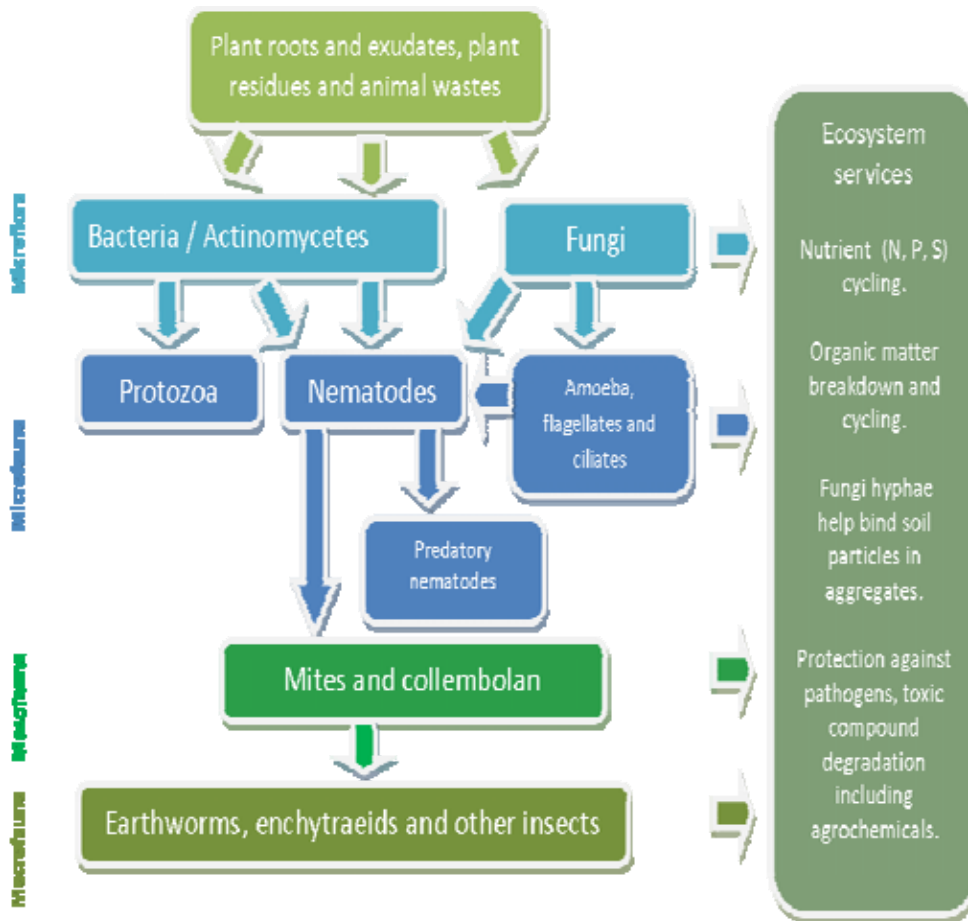 Plant roots and exudates, plant
residues and animal wastes
Bacteria / Actinomycetes
Fungi
Protozoa
Nematodes
Amoeba,
flagellates and
ciliates
Predatory
nematodes
Mites and collembolan
Earthworms, enchytraeids and other insects
Ecosystem
services
Nutrient (N, P, S)
cycling.
Organic matter
breakdown and
cycling.
Fungi hyphae
help bind soil
particles in
aggregates.
Protection against
pathogens, toxic
compound
degradation
including
agrochemicals.